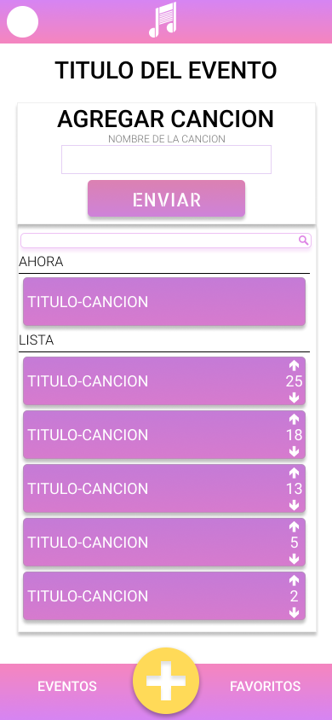 TITULO DEL EVENTO
AGREGAR CANCION
NOMBRE DE LA CANCION
ENVIAR
AHORA
TITULO-CANCION
LISTA
TITULO-CANCION 25
TITULO-CANCION 18
TITULO-CANCION 13
TITULO-CANCION 5
TITULO-CANCION 2
EVENTOS FAVORITOS